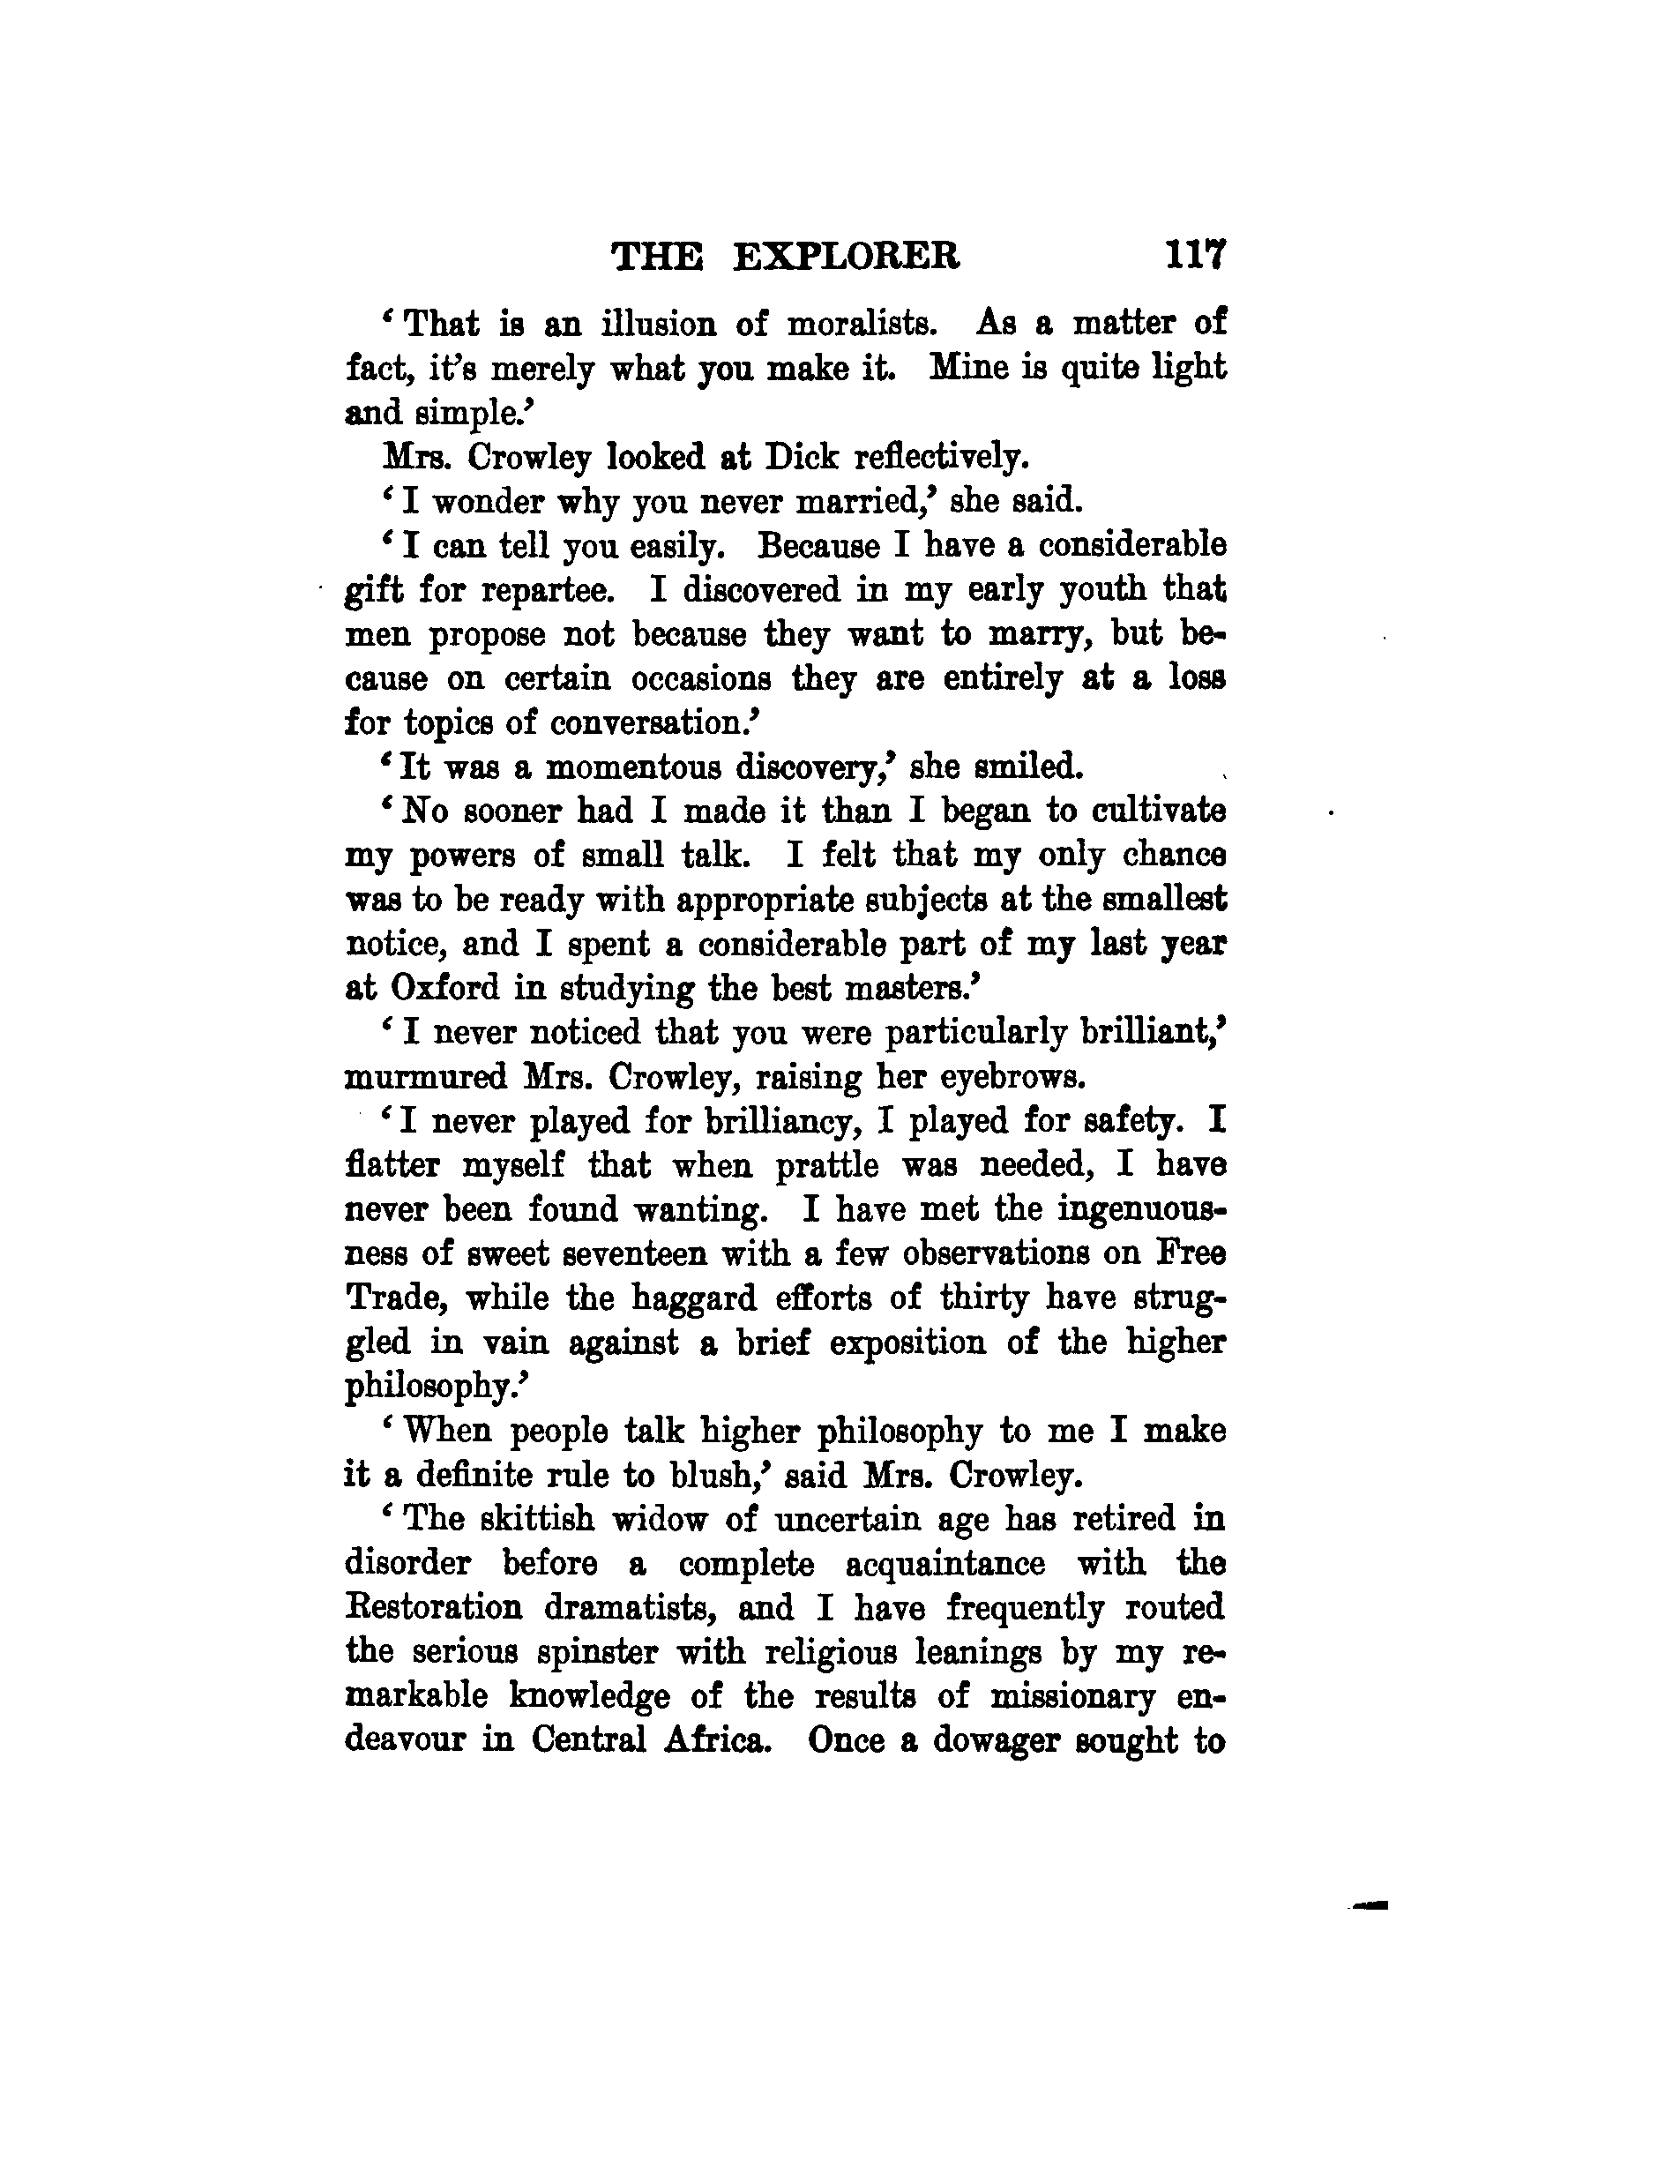 THE EXPLORER 117
‘That is an illusion of moralists. As a matter of
fact, it’s merely what you make it. Mine is quite light
and simple.’
Mrs. Crowley looked at Dick reflectively.
‘I wonder why you never married,’ she said.
‘I can tell you easily. Because I have a considerable
gift for repartee. I discovered in my early youth that
men propose not because they want to marry, but be-
cause on certain occasions they are entirely at a loss
for topics of conversation.’
‘It was a momentous discovery,’ she smiled.
‘No sooner had I made it than I began to cultivate
my powers of small talk. I felt that my only chance
was to be ready with appropriate subjects at the smallest
notice, and I spent a considerable part of my last year
at Oxford in studying the best masters.’
‘I never noticed that you were particularly brilliant,’
murmured Mrs. Crowley, raising her eyebrows.
‘I never played for brilliancy, I played for safety. I
flatter myself that when prattle was needed, I have
never been found wanting. I have met the ingenuous-
ness of sweet seventeen with a few observations on Free
Trade, while the haggard efforts of thirty have strug-
gled in vain against a brief exposition of the higher
philosophy.’
‘When people talk higher philosophy to me I make
it a definite rule to blush,’ said Mrs. Crowley.
‘The skittish widow of uncertain age has retired in
disorder before a complete acquaintance with the
Restoration dramatists, and I have frequently routed
the serious spinster with religious leanings by my re-
markable knowledge of the results of missionary en-
deavour in Central Africa. Once a dowager sought to